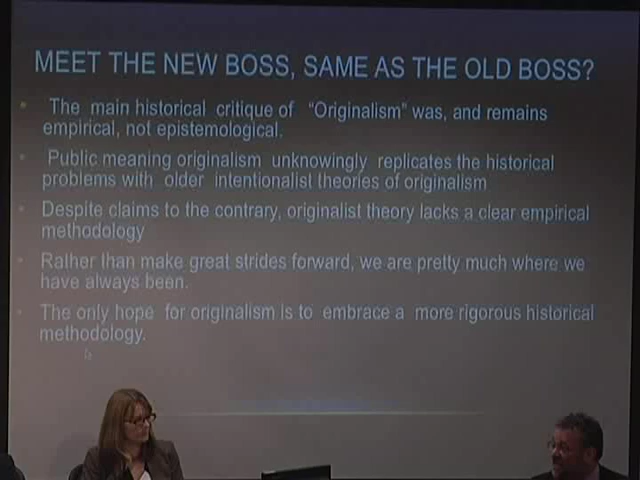 MEET THE NEW BOSS, SAME AS THE OLD BOSS?
The main historical critique of "Originalism" was, and remains
empirical, not epistemological.
Public meaning originalism unknowingly replicates the historical
problems with older intentionalist theories of originalism
Despite claims to the contrary, originalist theory lacks a clear empirical
methodology
Rather than make great strides forward, we are pretty much where we
have always been.
The only hope for originalism is to embrace a more rigorous historical
methodology.